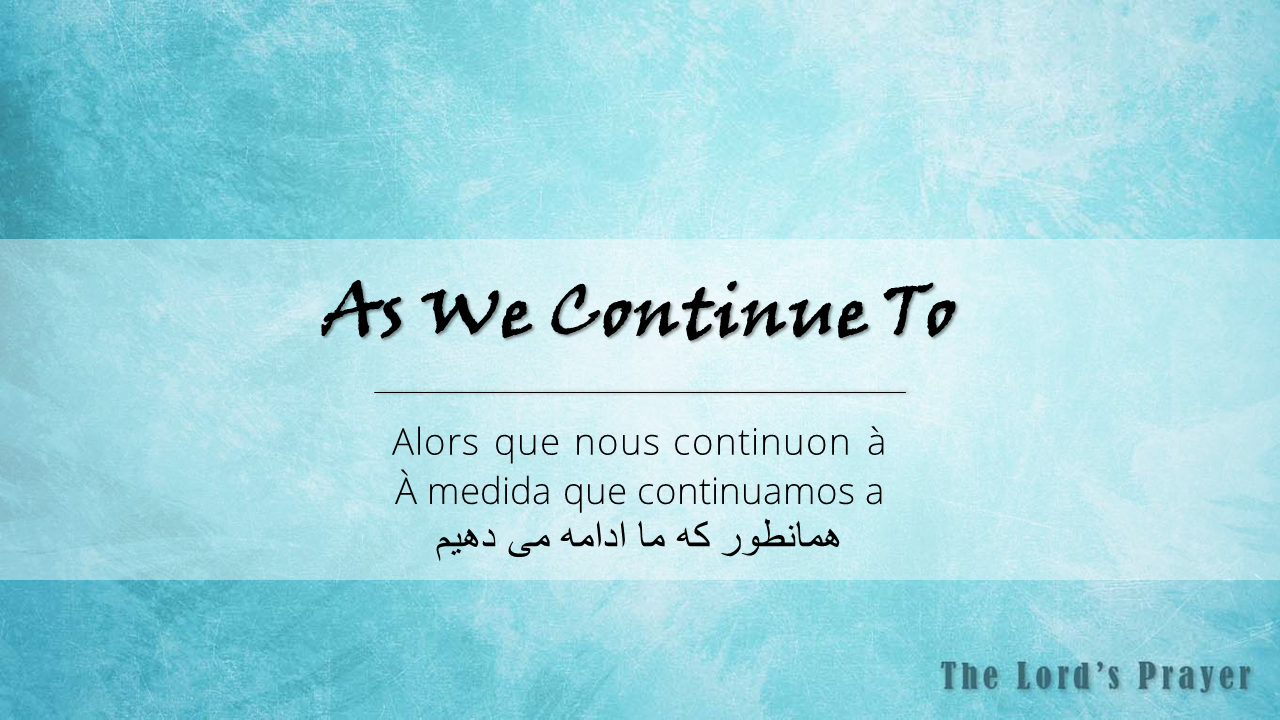 As We Continue To
Alors que nous continuon à
À medida que continuamos a
همانطور که ما ادامه می دهیم
The Lord's Prayer